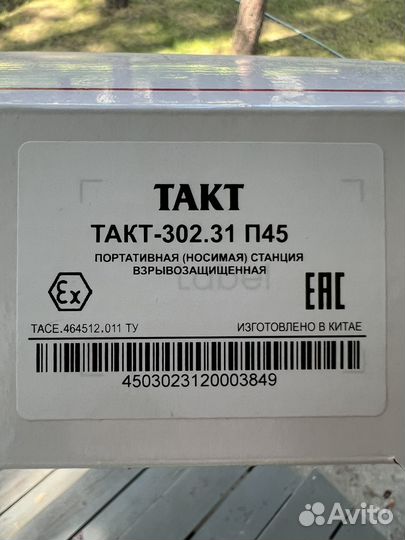 ТАКТ
ТАКТ-302.31 П45
ПОРТАТИВНАЯ (НОСИМАЯ) СТАНЦИЯ
ВЗРЫВОЗАЩИЩЕННАЯ
Label
Ex
EAC
ТАСЕ.464512.011 ТУ
ИЗГОТОВЛЕНО В КИТАЕ
4503023120003849
Avito